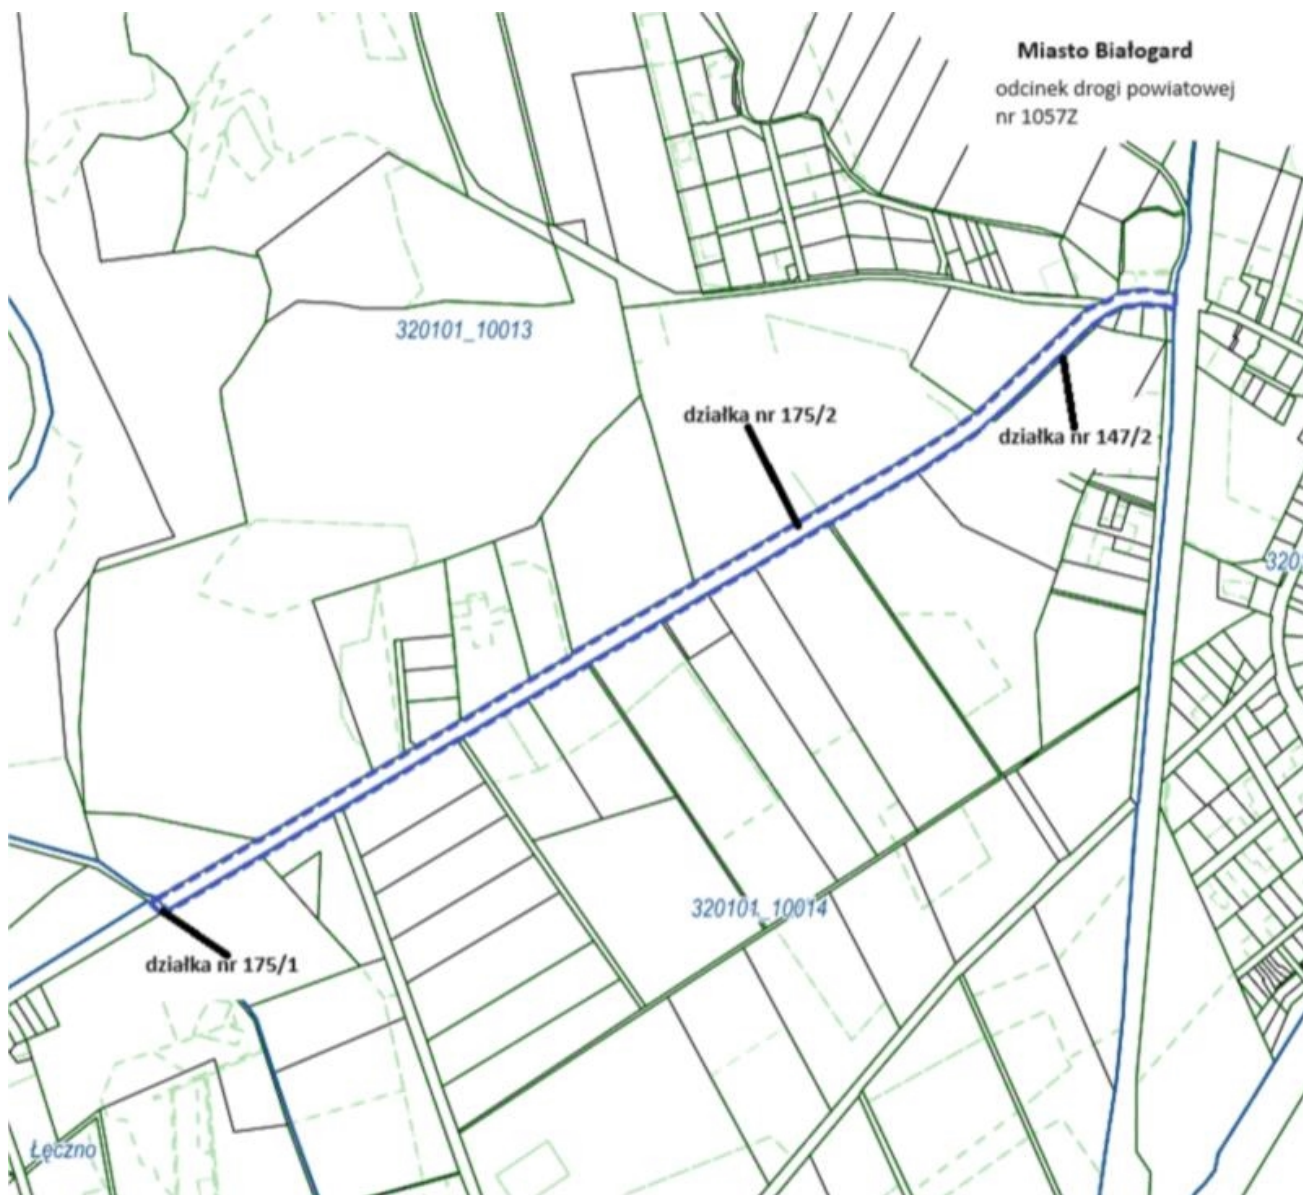 Miasto Białogard
odcinek drogi powiatowej
nr 1057Z
320101_10013
działka nr 175/2
działka nr 147/2
320
320101_10014
działka nr 175/1
Łęczno